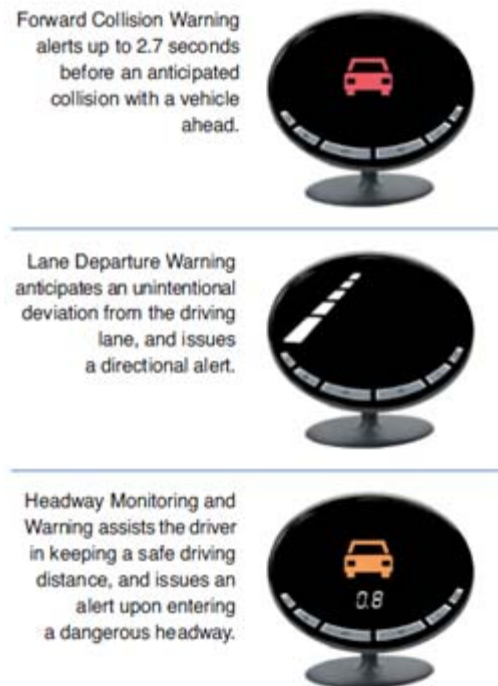 Forward Collision Warning
alerts up to 2.7 seconds
before an anticipated
collision with a vehicle
ahead.
Lane Departure Warning
anticipates an unintentional
deviation from the driving
lane, and issues
a directional alert.
Headway Monitoring and
Warning assists the driver
in keeping a safe driving
distance, and issues an
alert upon entering
a dangerous headway.
0.8